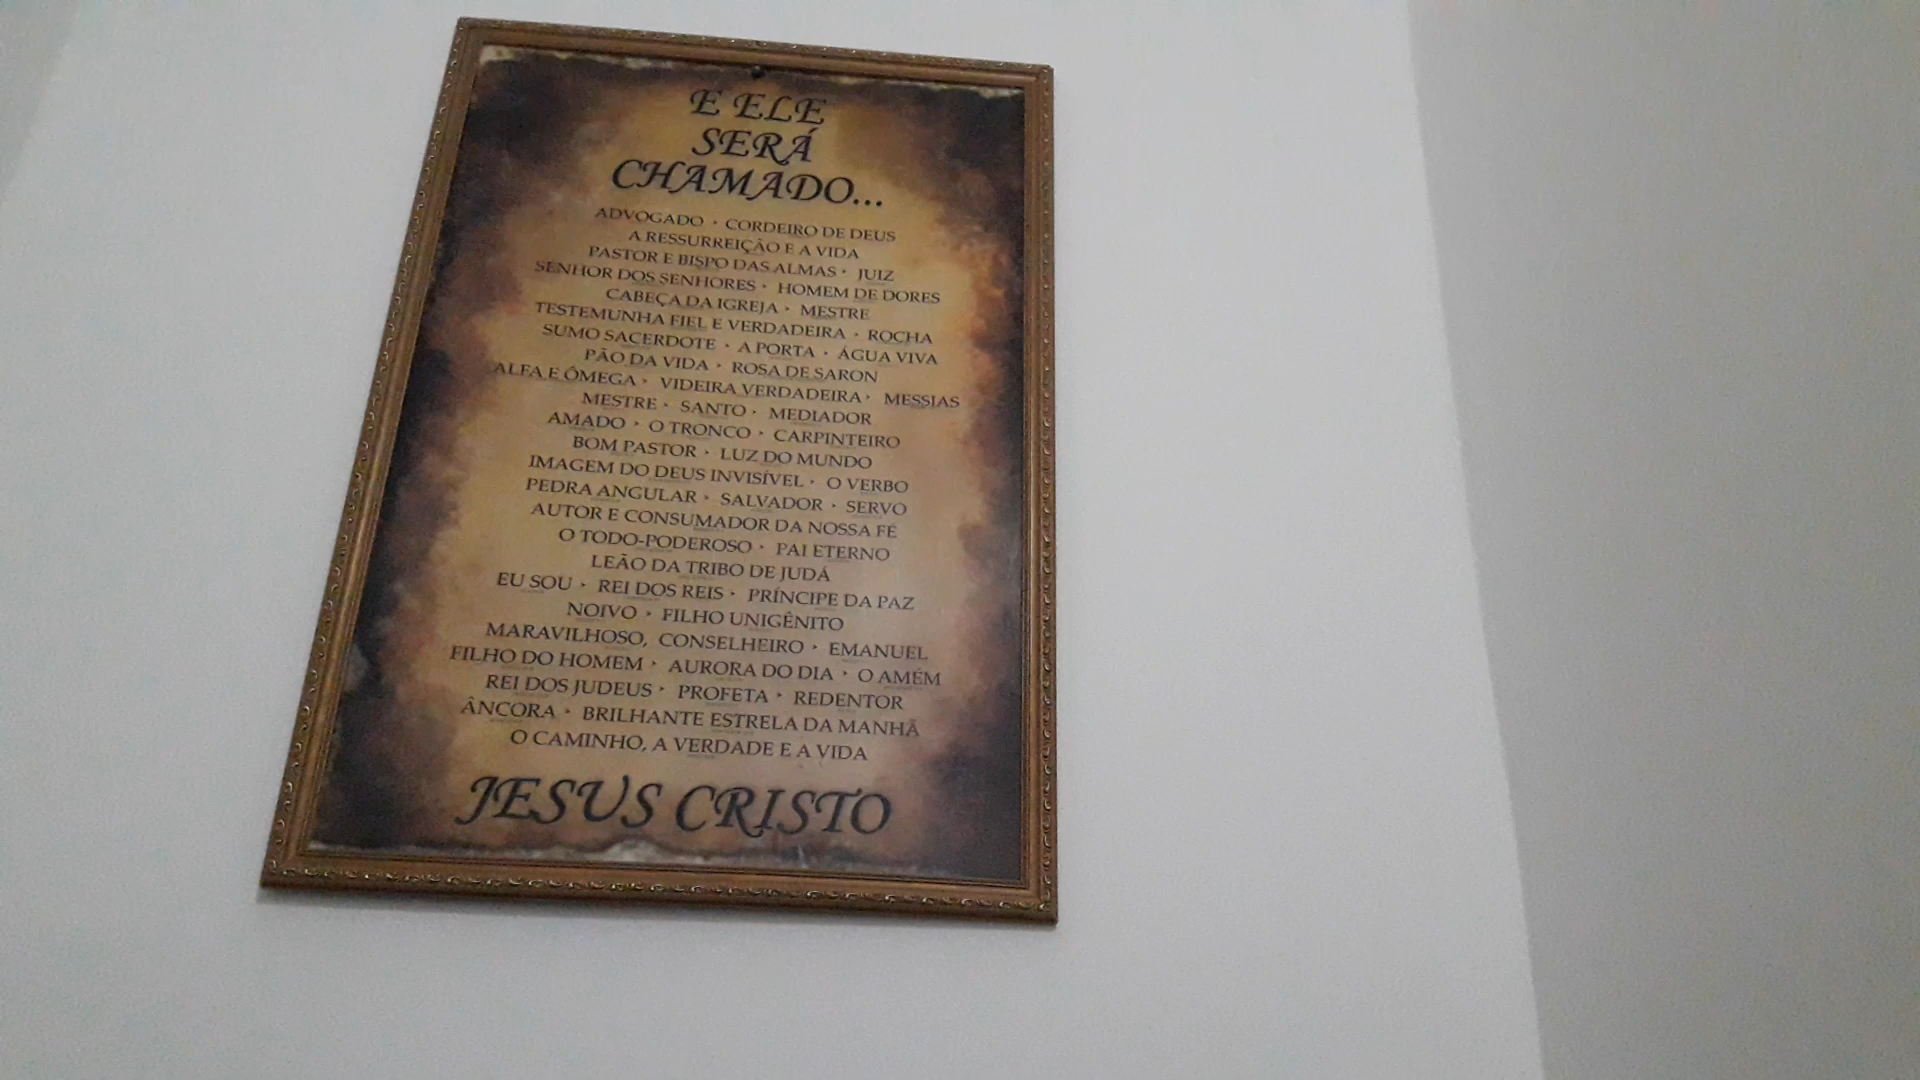 E ELE
SERÁ
CHAMADO...
ADVOGADO • CORDEIRO DE DEUS
A RESSURREIÇÃO E A VIDA
PASTOR E BISPO DAS ALMAS • JUIZ
SENHOR DOS SENHORES • HOMEM DE DORES
CABEÇA DA IGREJA • MESTRE
TESTEMUNHA FIEL E VERDADEIRA • ROCHA
SUMO SACERDOTE • A PORTA • ÁGUA VIVA
PÃO DA VIDA • ROSA DE SARON
ALFA E ÔMEGA • VIDEIRA VERDADEIRA • MESSIAS
MESTRE • SANTO • MEDIADOR
AMADO • O TRONCO • CARPINTEIRO
BOM PASTOR • LUZ DO MUNDO
IMAGEM DO DEUS INVISÍVEL • O VERBO
PEDRA ANGULAR • SALVADOR • SERVO
AUTOR E CONSUMADOR DA NOSSA FÉ
O TODO-PODEROSO • PAI ETERNO
LEÃO DA TRIBO DE JUDÁ
EU SOU • REI DOS REIS • PRÍNCIPE DA PAZ
NOIVO • FILHO UNIGÊNITO
MARAVILHOSO, CONSELHEIRO • EMANUEL
FILHO DO HOMEM • AURORA DO DIA • O AMÉM
REI DOS JUDEUS • PROFETA • REDENTOR
ÂNCORA • BRILHANTE ESTRELA DA MANHÃ
O CAMINHO, A VERDADE E A VIDA
JESUS CRISTO